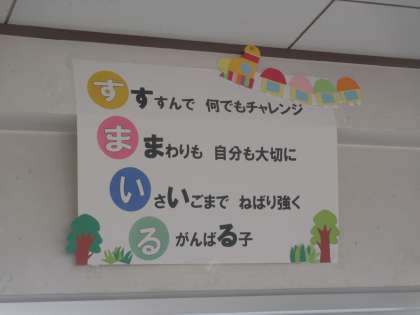 す すすんで 何でもチャレンジ
ま まわりも 自分も大切に
い さいごまで ねばり強く
る がんばる子